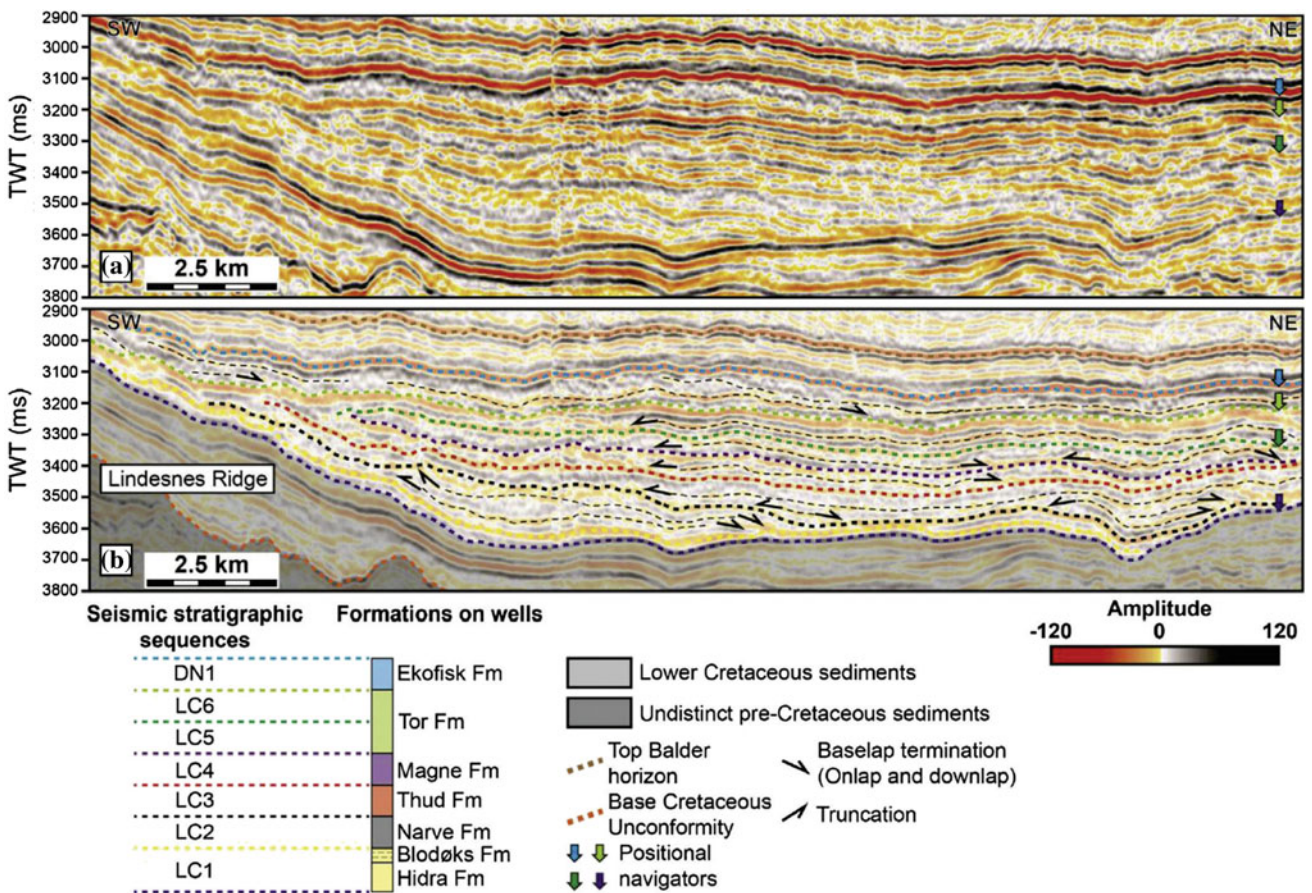 2900
SW
NE
3000
3100
3200
3300
3400
3500
3600
3700
3800
TWT (ms)
(a)
2.5 km
2900
SW
NE
3000
3100
3200
3300
3400
3500
3600
3700
3800
TWT (ms)
Lindesnes Ridge
(b)
2.5 km
Seismic stratigraphic
sequences
Formations on wells
DN1
LC6
LC5
LC4
LC3
LC2
LC1
Ekofisk Fm
Tor Fm
Magne Fm
Thud Fm
Narve Fm
Blodøks Fm
Hidra Fm
Lower Cretaceous sediments
Undistinct pre-Cretaceous sediments
Top Balder
horizon
Base Cretaceous
Unconformity
Positional
navigators
Baselap termination
(Onlap and downlap)
Truncation
Amplitude
-120 0 120